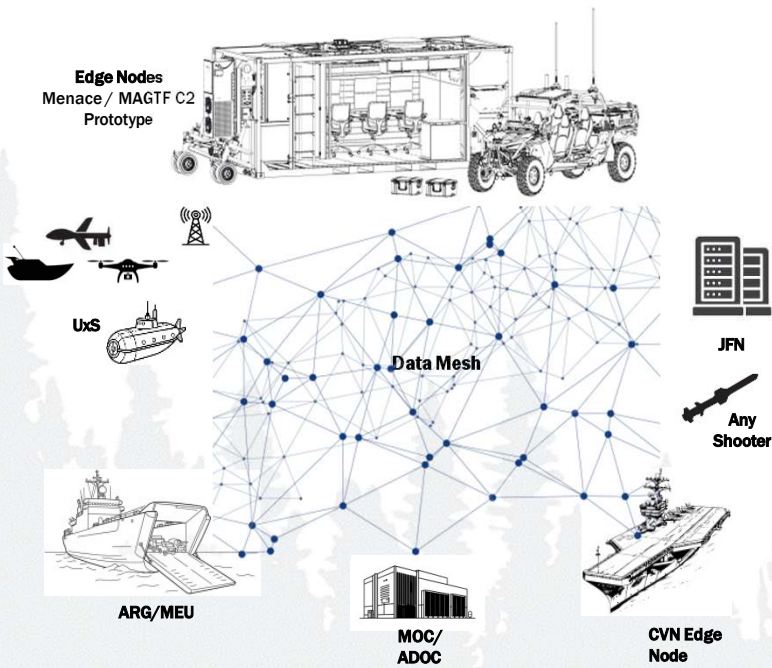 Edge Nodes
Menace / MAGTF C2
Prototype
UxS
Data Mesh
JFN
Any
Shooter
ARG/MEU
MOC/
ADOC
CVN Edge
Node